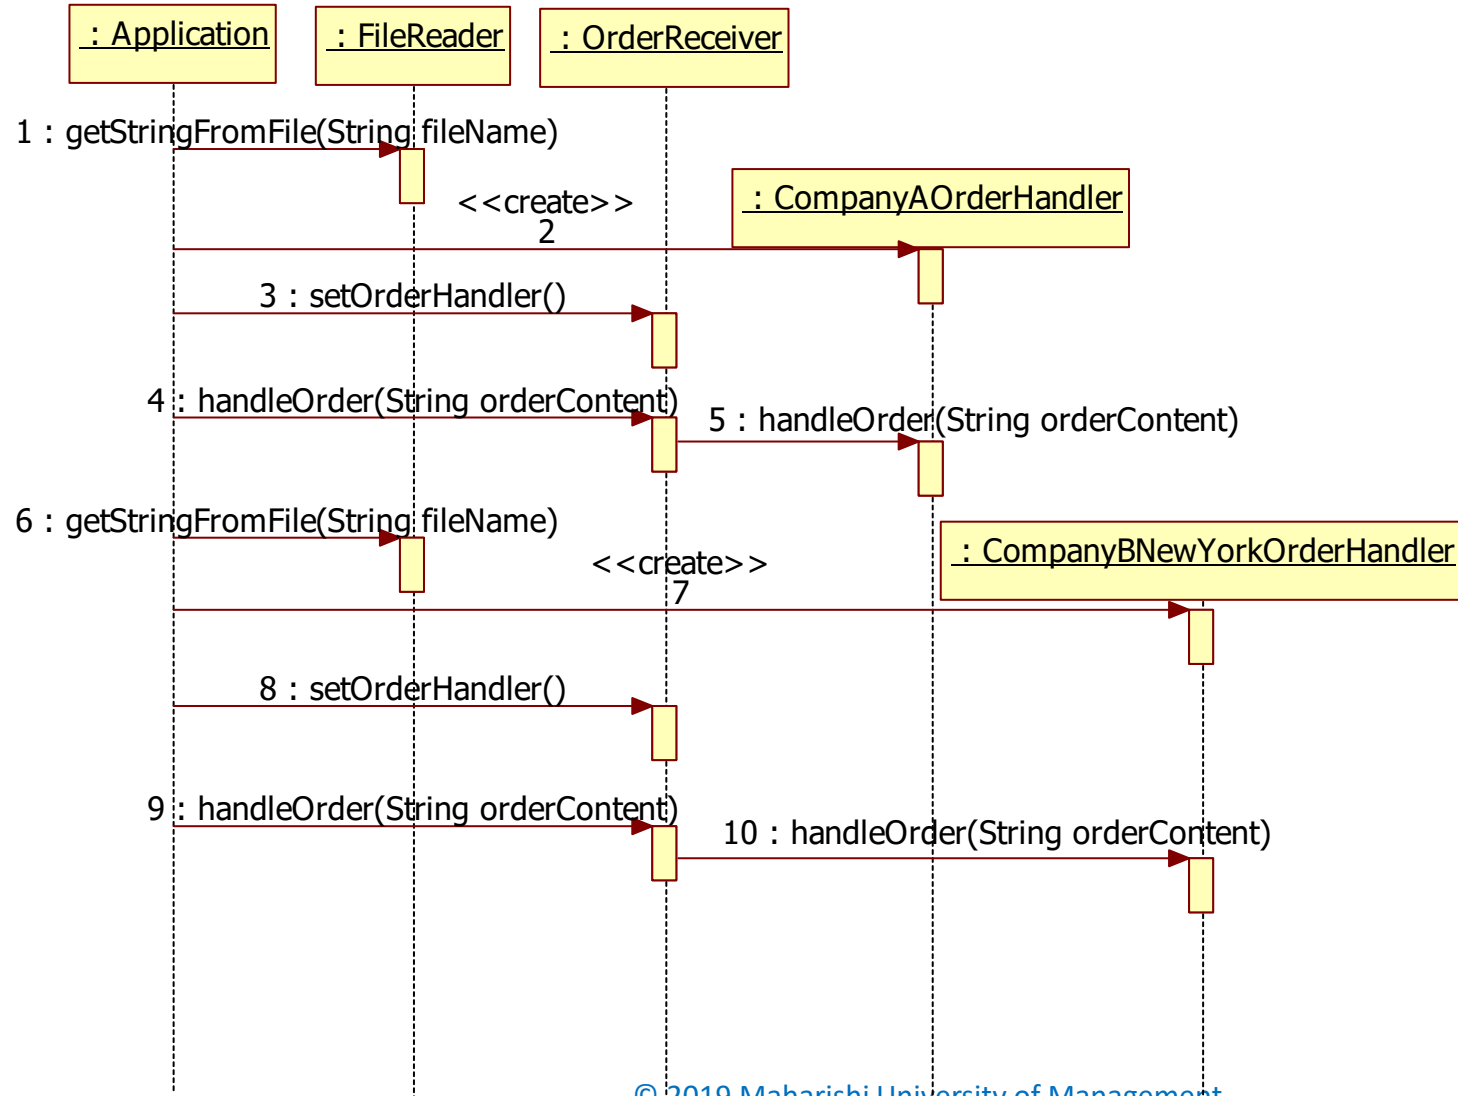 : Application
: FileReader
: OrderReceiver
1 : getStringFromFile(String fileName)
: CompanyAOrderHandler
<<create>>
2
3 : setOrderHandler()
4 : handleOrder(String orderContent)
5 : handleOrder(String orderContent)
6 : getStringFromFile(String fileName)
: CompanyBNewYorkOrderHandler
<<create>>
7
8 : setOrderHandler()
9 : handleOrder(String orderContent)
10 : handleOrder(String orderContent)
© 2019 Maharishi University of Management